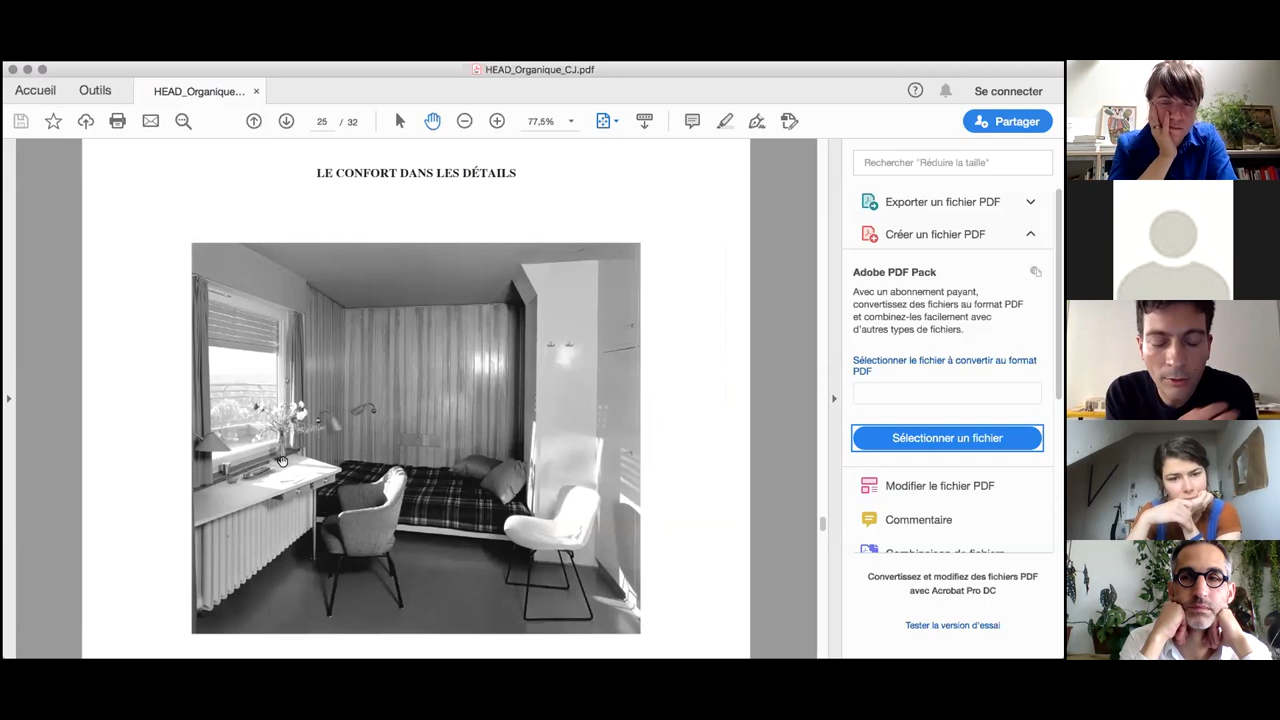 HEAD_Organique_CJ.pdf
Accueil
Outils
HEAD_Organique... ×
Se connecter
25 / 32
77,5%
Partager
LE CONFORT DANS LES DÉTAILS
Rechercher "Réduire la taille"
Exporter un fichier PDF
Créer un fichier PDF
Adobe PDF Pack
Avec un abonnement payant,
convertissez des fichiers au format PDF
et combinez-les facilement avec
d'autres types de fichiers.
Sélectionner le fichier à convertir au format
PDF
Sélectionner un fichier
Modifier le fichier PDF
Commentaire
Combinaison de fichiers
Convertissez et modifiez des fichiers PDF
avec Acrobat Pro DC
Tester la version d'essai